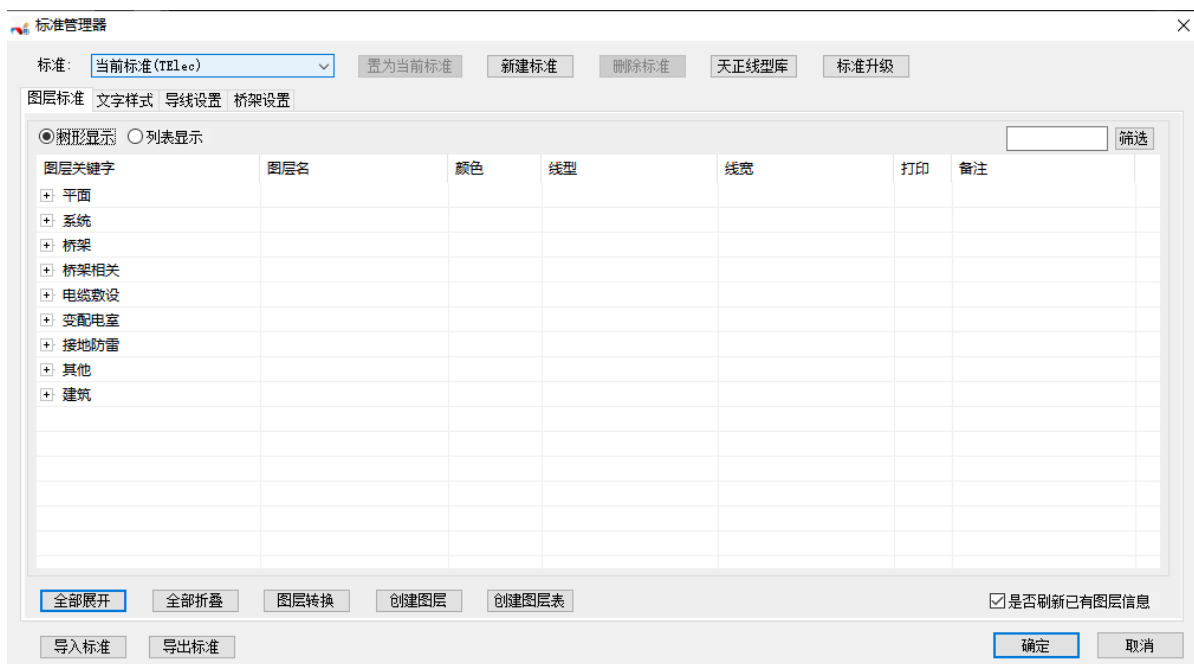 标准管理器
标准: 当前标准(TElec) 置为当前标准 新建标准 删除标准 天正线型库 标准升级
图层标准 文字样式 导线设置 桥架设置
树形显示 列表显示 筛选
图层关键字 图层名 颜色 线型 线宽 打印 备注
平面
系统
桥架
桥架相关
电缆敷设
变配电室
接地防雷
其他
建筑
全部展开 全部折叠 图层转换 创建图层 创建图层表 是否刷新已有图层信息
导入标准 导出标准 确定 取消